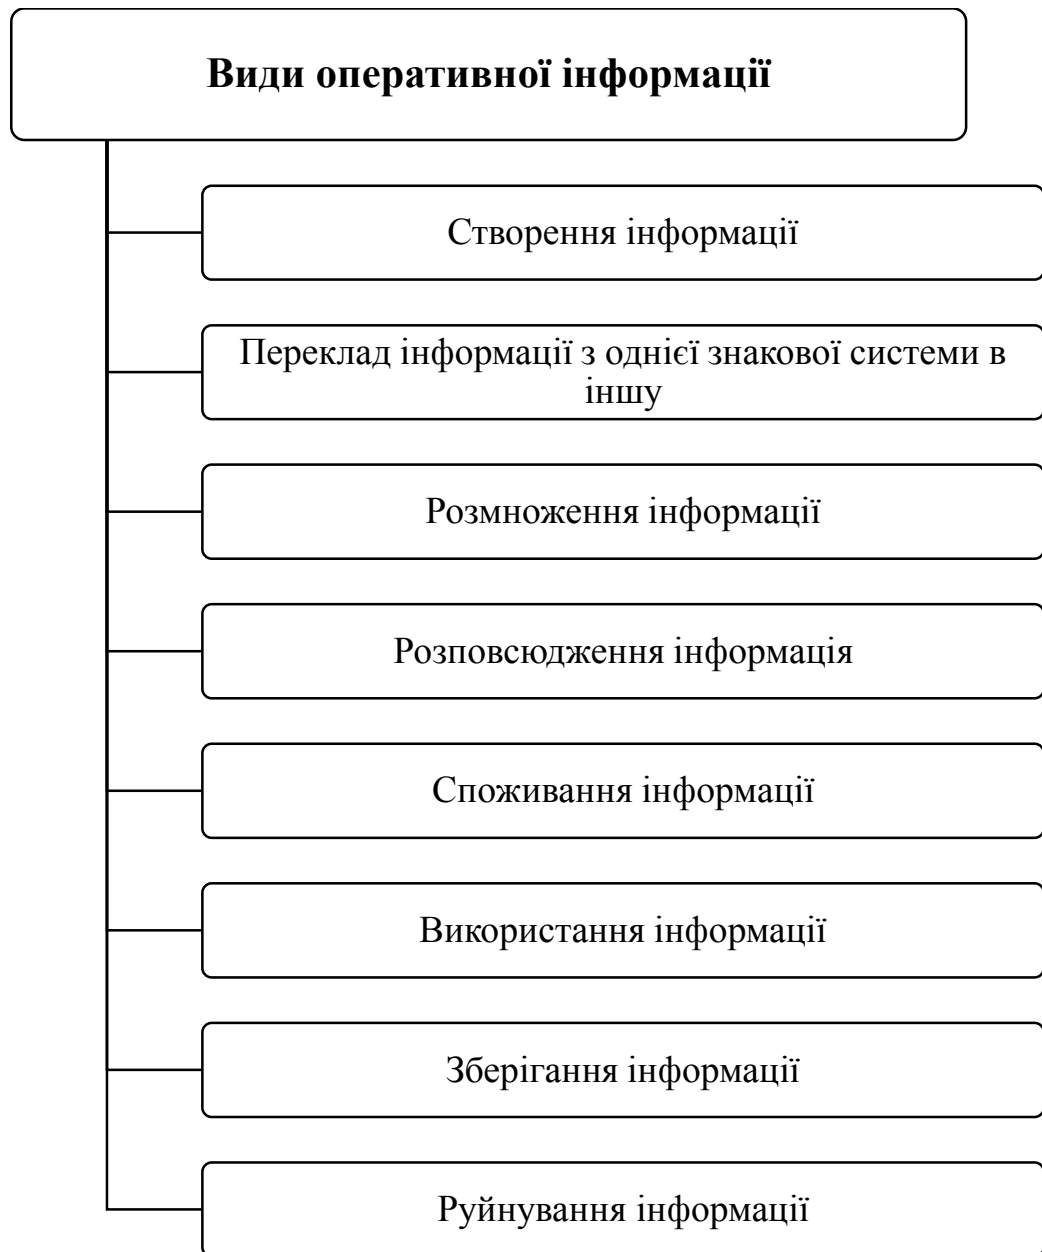 Види оперативної інформації
Створення інформації
Переклад інформації з однієї знакової системи в
іншу
Розмноження інформації
Розповсюдження інформація
Споживання інформації
Використання інформації
Зберігання інформації
Руйнування інформації